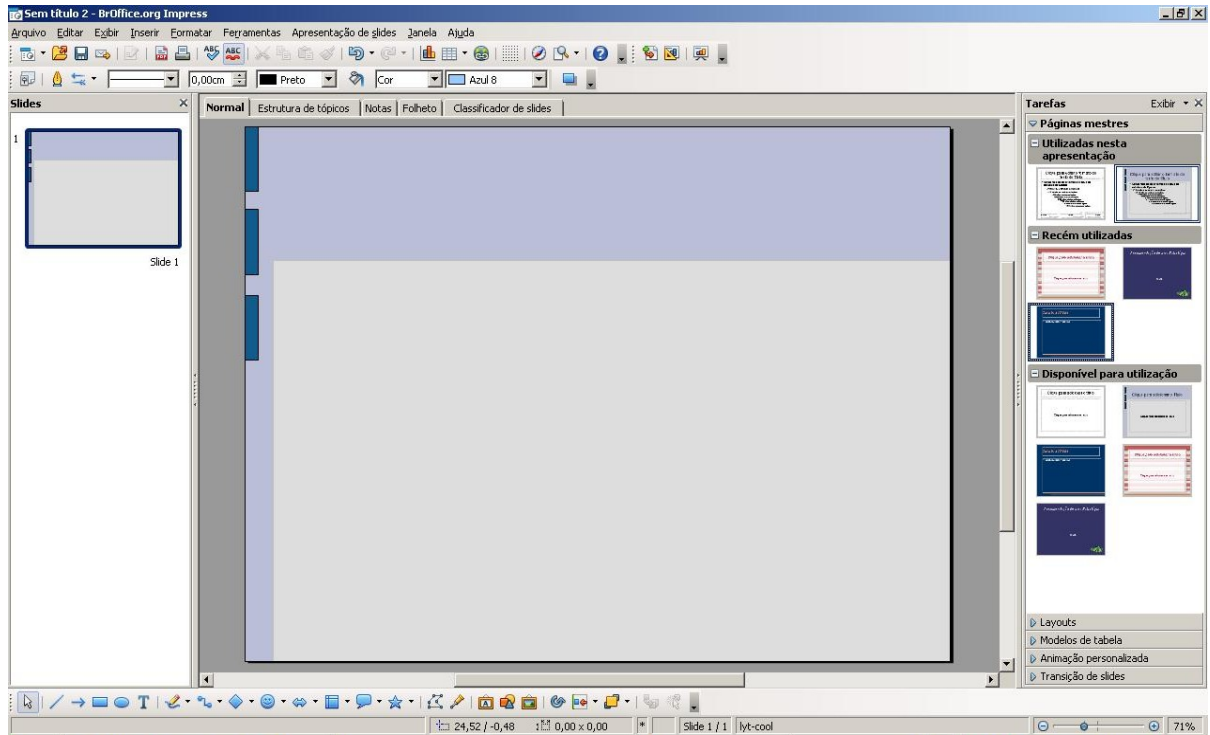 Sem título 2 - BrOffice.org Impress
Arquivo Editar Exibir Inserir Formatar Ferramentas Apresentação de slides Janela Ajuda
0,00cm Preto Cor Azul 8
Slides
Normal Estrutura de tópicos Notas Folheto Classificador de slides
Tarefas Exibir
Páginas mestres
Utilizadas nesta
apresentação
1
Slide 1
Recém utilizadas
Disponível para utilização
Layouts
Modelos de tabela
Animação personalizada
Transição de slides
24,52 / -0,48 0,00 x 0,00 * Slide 1 / 1 lyt-cool 71%